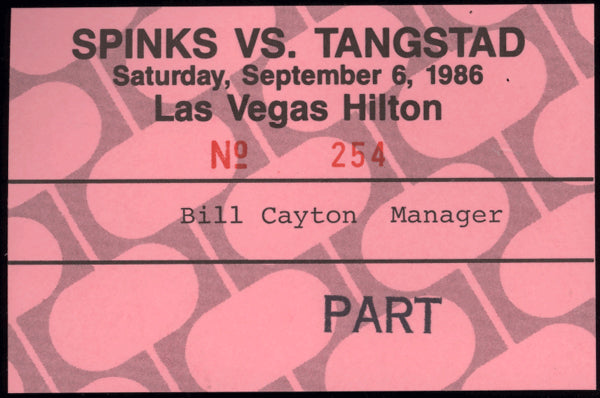 SPINKS VS. TANGSTAD
Saturday, September 6, 1986
Las Vegas Hilton
Nº 254
Bill Cayton Manager
PART